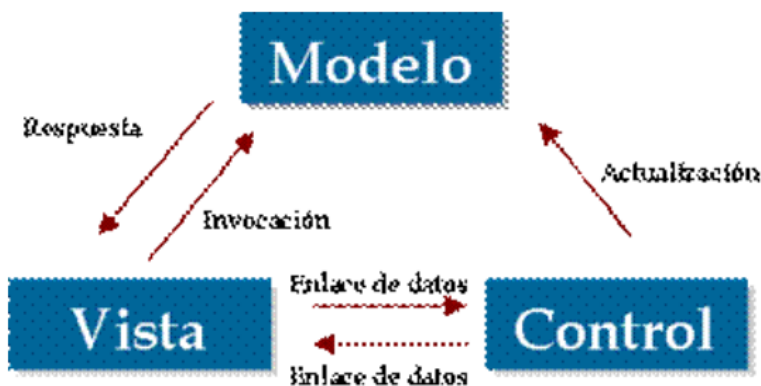 Modelo
Respuesta
Actualización
Invocación
Enlace de datos
Vista
Control
Enlace de datos